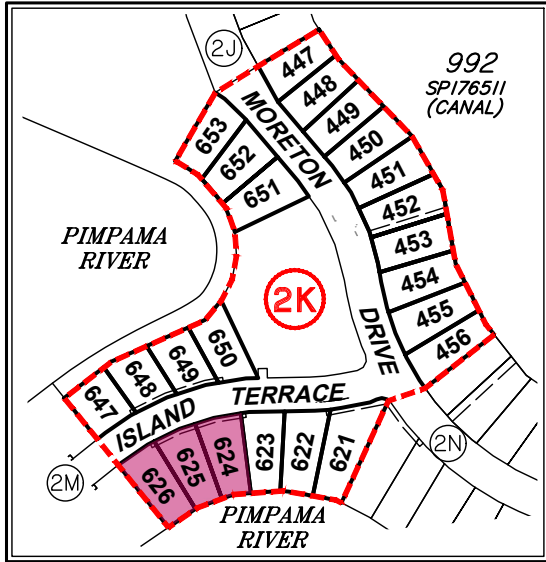 2J
992
SP176511
(CANAL)
447
448
449
450
451
452
453
454
455
456
MORETON
DRIVE
653
652
651
PIMPAMA
RIVER
2K
650
649
648
647
ISLAND TERRACE
2M
626
625
624
623
622
621
2N
PIMPAMA
RIVER